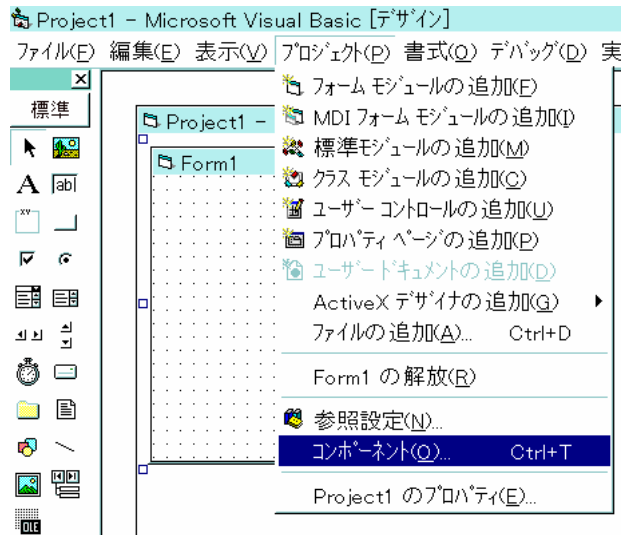 Project1 - Microsoft Visual Basic [デザイン]
ファイル(F) 編集(E) 表示(V) プロジェクト(P) 書式(O) デバッグ(D) 実
標準
Project1 -
Form1
A ab|
xy
OLE
フォーム モジュールの追加(F)
MDI フォーム モジュールの追加(I)
標準モジュールの追加(M)
クラス モジュールの追加(C)
ユーザー コントロールの追加(U)
プロパティ ページの追加(P)
ユーザー ドキュメントの追加(D)
ActiveX デザイナの追加(G)
ファイルの追加(A)... Ctrl+D
Form1 の解放(R)
参照設定(N)...
コンポーネント(O)... Ctrl+T
Project1 のプロパティ(E)...